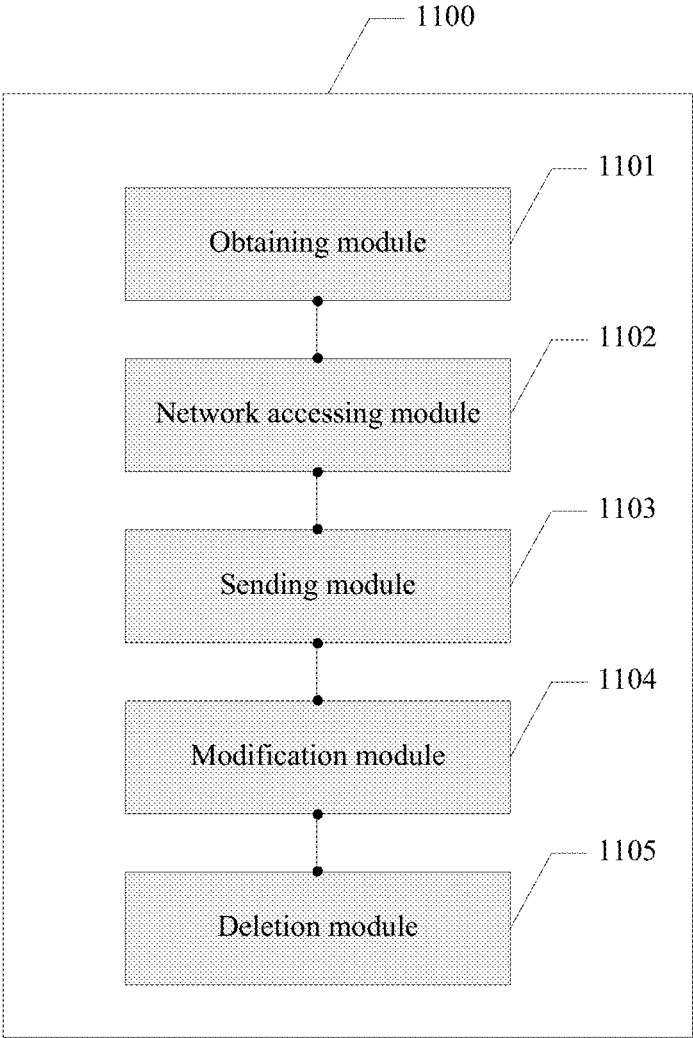 1100
1101
Obtaining module
1102
Network accessing module
1103
Sending module
1104
Modification module
1105
Deletion module